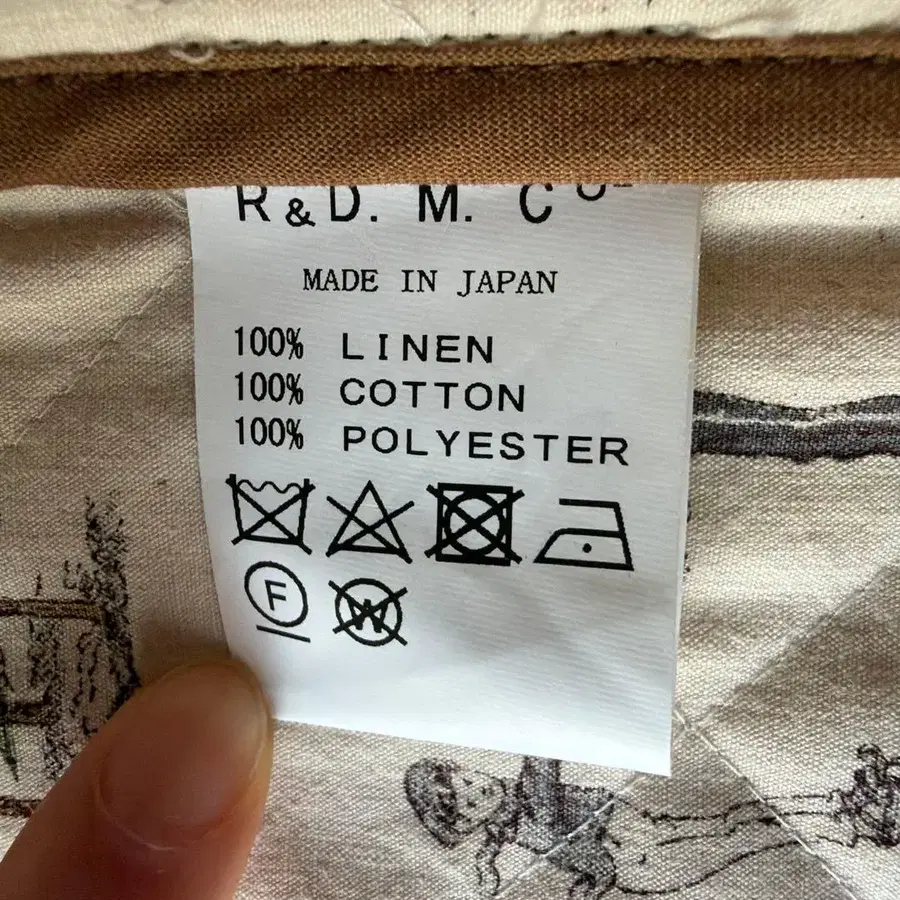 R & D. M. Co-
MADE IN JAPAN
100% LINEN
100% COTTON
100% POLYESTER
F
W